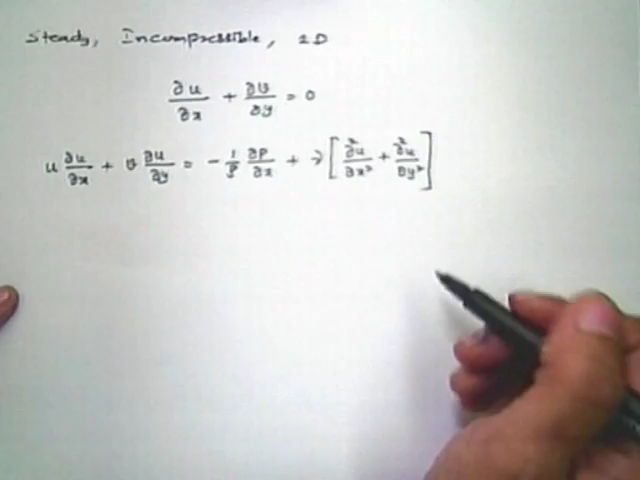 Steady, Incompressible, 2D
∂u/∂x + ∂v/∂y = 0
u ∂u/∂x + v ∂u/∂y = - 1/ρ ∂P/∂x + ν [∂²u/∂x² + ∂²u/∂y²]